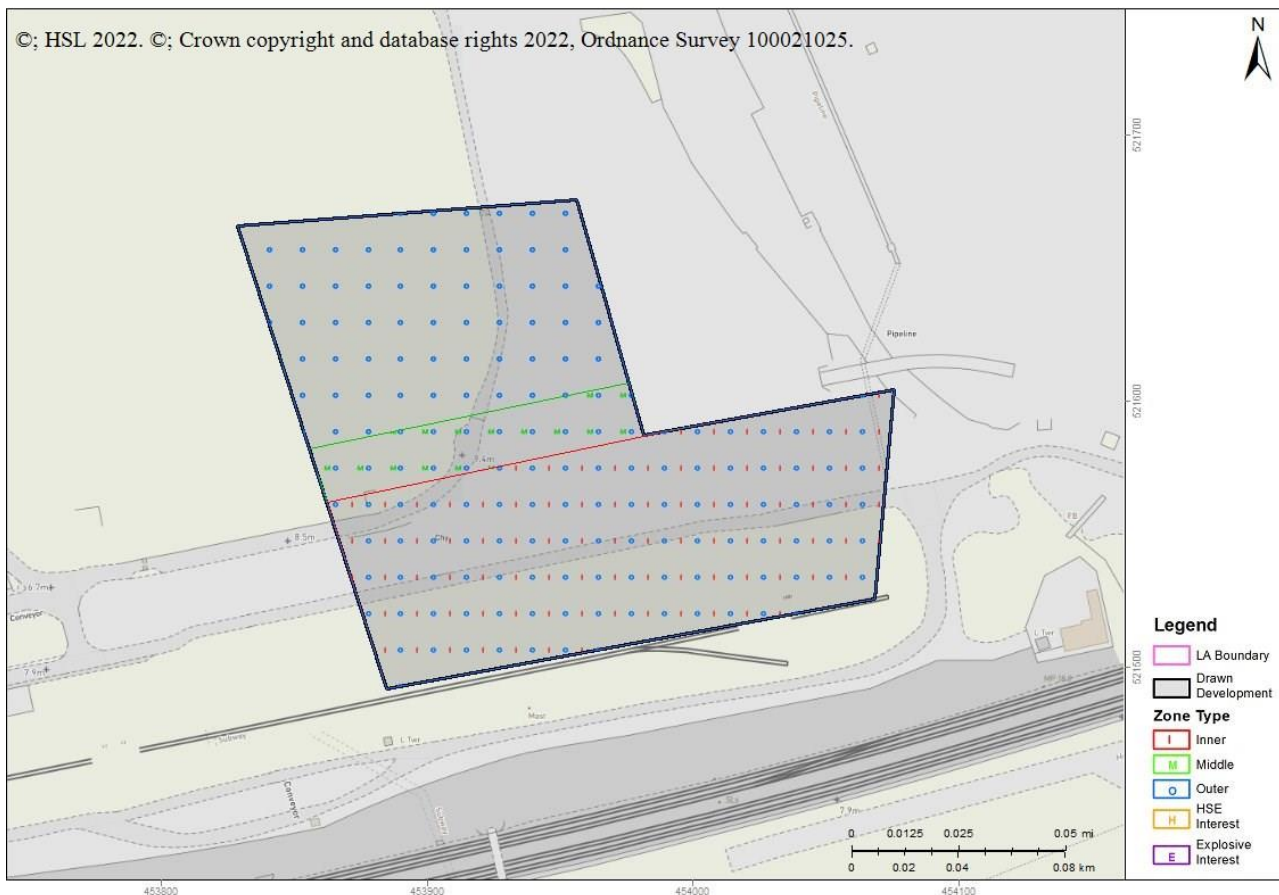 ©; HSL 2022. ©; Crown copyright and database rights 2022, Ordnance Survey 100021025.
N
Pipeline
521700
Pipeline
521600
7.4m
8.5m
6.2m
Conveyor
7.9m
FB
L Twr
521500
Subway
Mast
L Twr
Conveyor
SLs
7.9m
Legend
LA Boundary
Drawn
Development
Zone Type
I Inner
M Middle
O Outer
H HSE
Interest
E Explosive
Interest
0 0.0125 0.025 0.05 mi
0 0.02 0.04 0.08 km
453800 453900 454000 454100